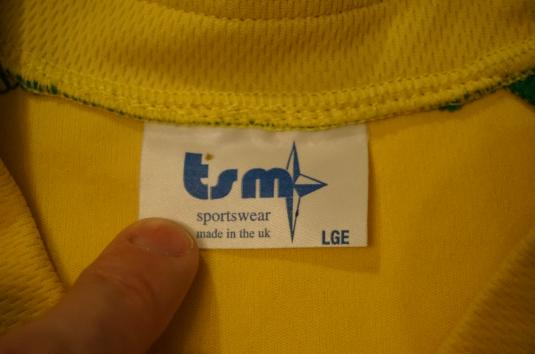 tsm
sportswear
made in the uk
LGE